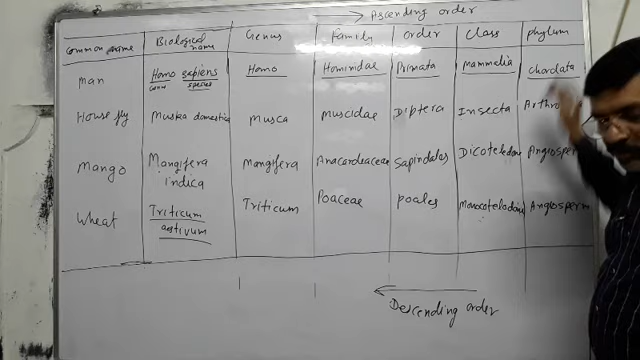 Ascending order
Common name Biological name Genus Family Order Class phylum
Man Homo sapiens Homo Hominidae Primata mammalia chordata
Genus species
House fly Muska domestica Musca Muscidae Diptera Insecta Arthro
Mango Mangifera indica Mangifera Anacardeaceae Sapindales Dicoteledon Angiosperm
Wheat Triticum aestivum Triticum Poaceae poales Monocoteledon Angiosperm
Descending order